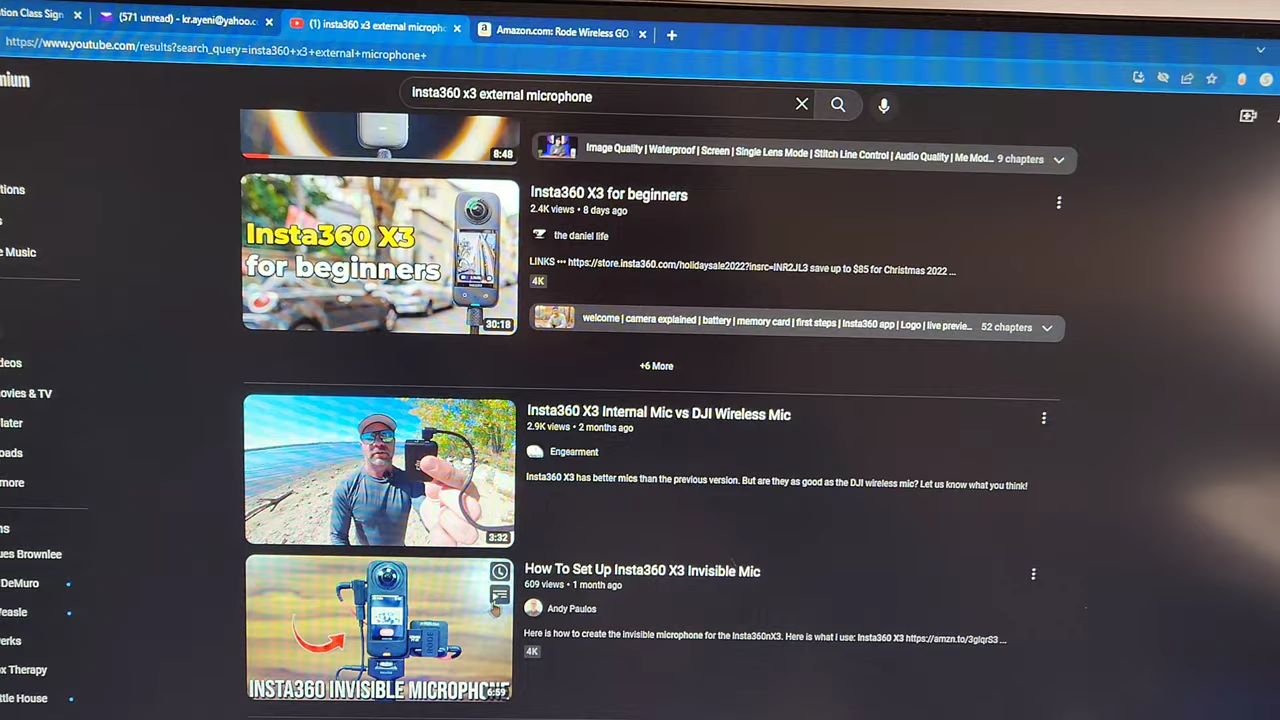 tion Class Sign
(571 unread) - kr.ayeni@yahoo.c
(1) insta360 x3 external microph
Amazon.com: Rode Wireless GO
https://www.youtube.com/results?search_query=insta360+x3+external+microphone+
mium
insta360 x3 external microphone
8:48
Image Quality | Waterproof | Screen | Single Lens Mode | Stitch Line Control | Audio Quality | Me Mod... 9 chapters
Insta360 X3
for beginners
30:18
Insta360 X3 for beginners
2.4K views • 8 days ago
the daniel life
LINKS ••• https://store.insta360.com/holidaysale2022?insrc=INR2JL3 save up to $85 for Christmas 2022 ...
4K
welcome | camera explained | battery | memory card | first steps | Insta360 app | Logo | live previe... 52 chapters
+6 More
3:32
Insta360 X3 Internal Mic vs DJI Wireless Mic
2.9K views • 2 months ago
Engearment
Insta360 X3 has better mics than the previous version. But are they as good as the DJI wireless mic? Let us know what you think!
RODE
INSTA360 INVISIBLE MICROPHONE
6:59
How To Set Up Insta360 X3 Invisible Mic
609 views • 1 month ago
Andy Paulos
Here is how to create the invisible microphone for the Insta360nX3. Here is what i use: Insta360 X3 https://amzn.to/3glqrS3 ...
4K
tions
s
e Music
deos
ovies & TV
later
oads
more
ns
ues Brownlee
DeMuro
easle
erks
x Therapy
ttle House